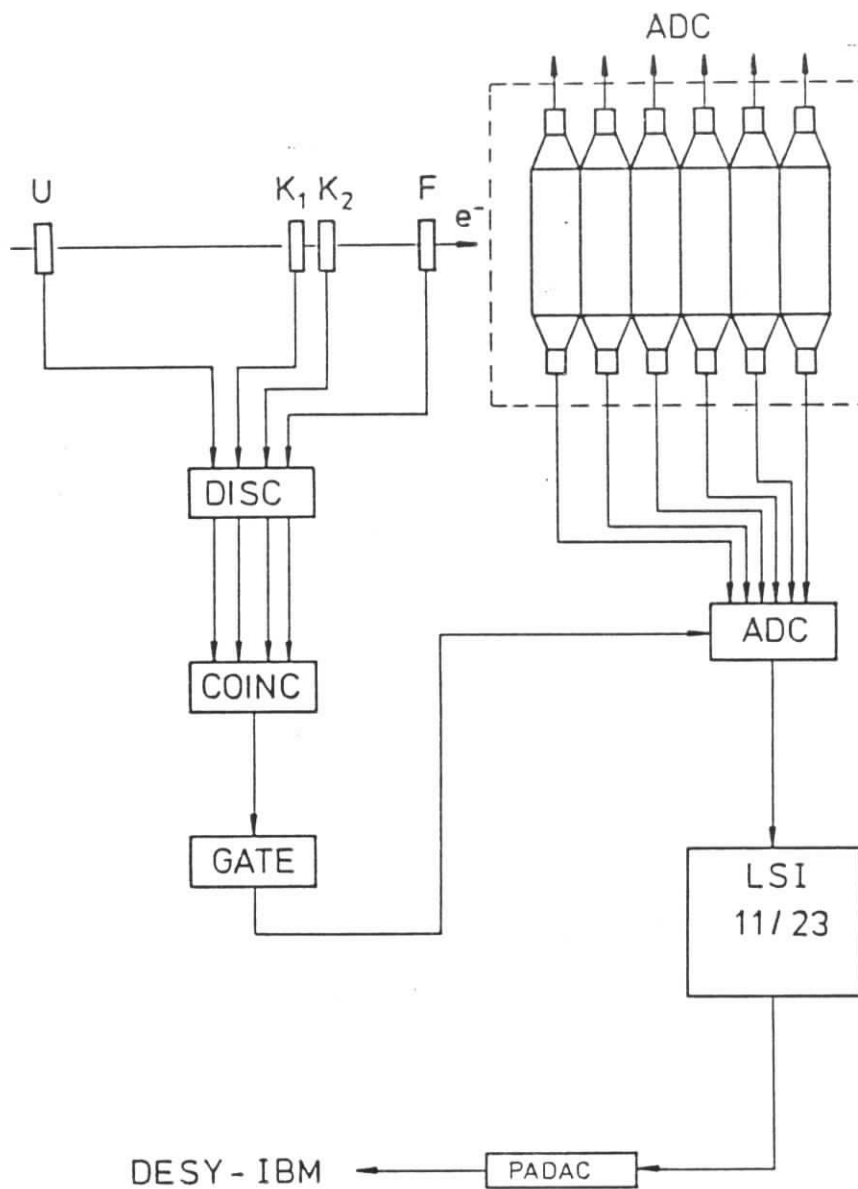 ADC
U K₁ K₂ F e⁻
DISC
ADC
COINC
GATE
LSI
11/23
DESY-IBM PADAC